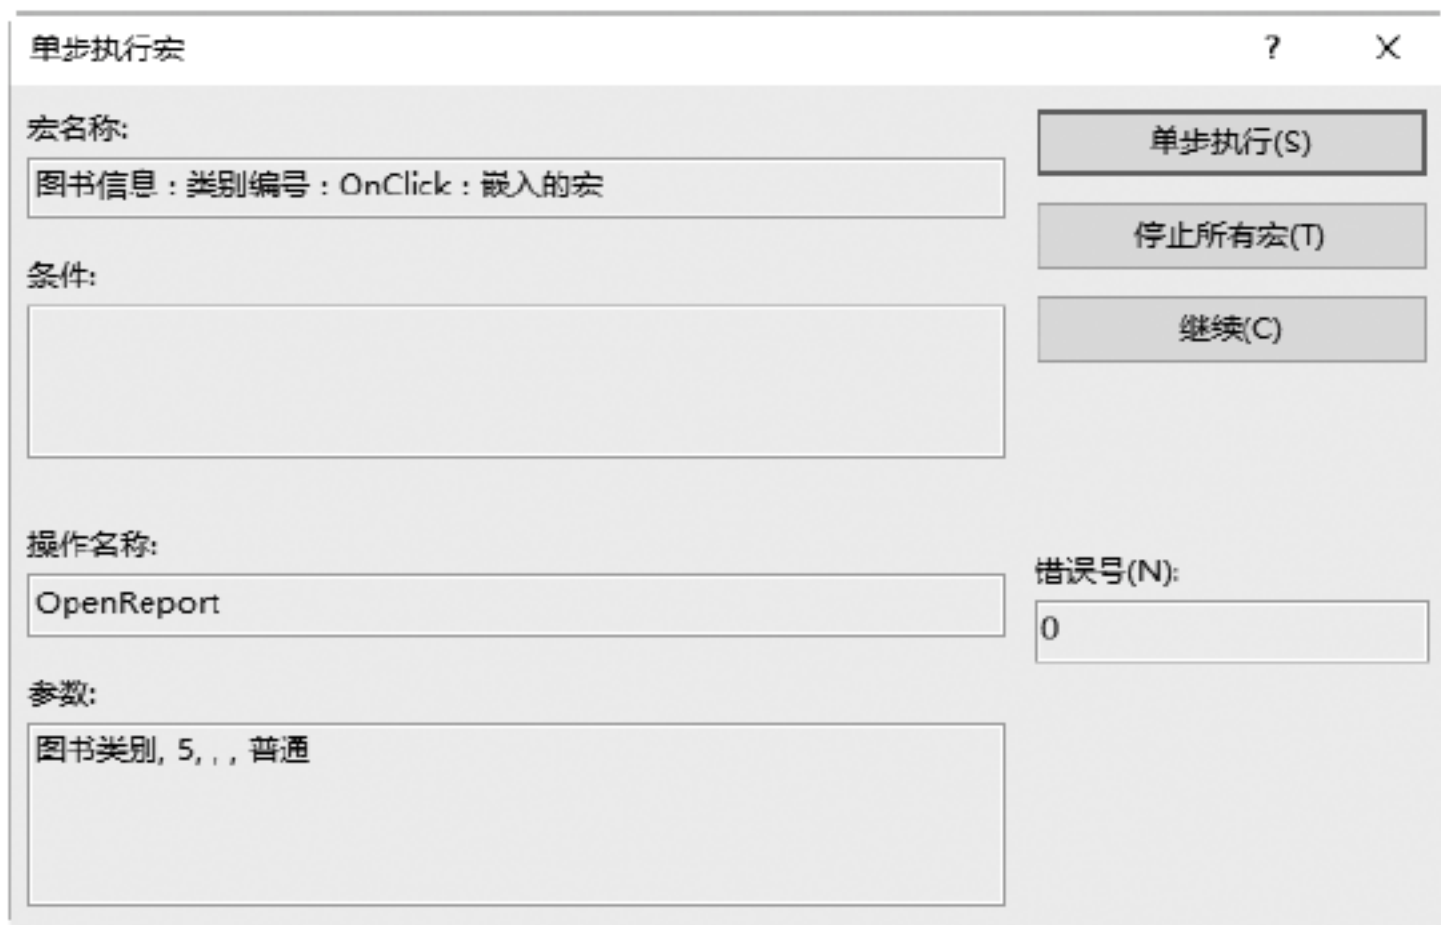 单步执行宏
? X
宏名称:
图书信息：类别编号：OnClick：嵌入的宏
单步执行(S)
停止所有宏(T)
条件:
继续(C)
操作名称:
OpenReport
错误号(N):
0
参数:
图书类别, 5, , , 普通